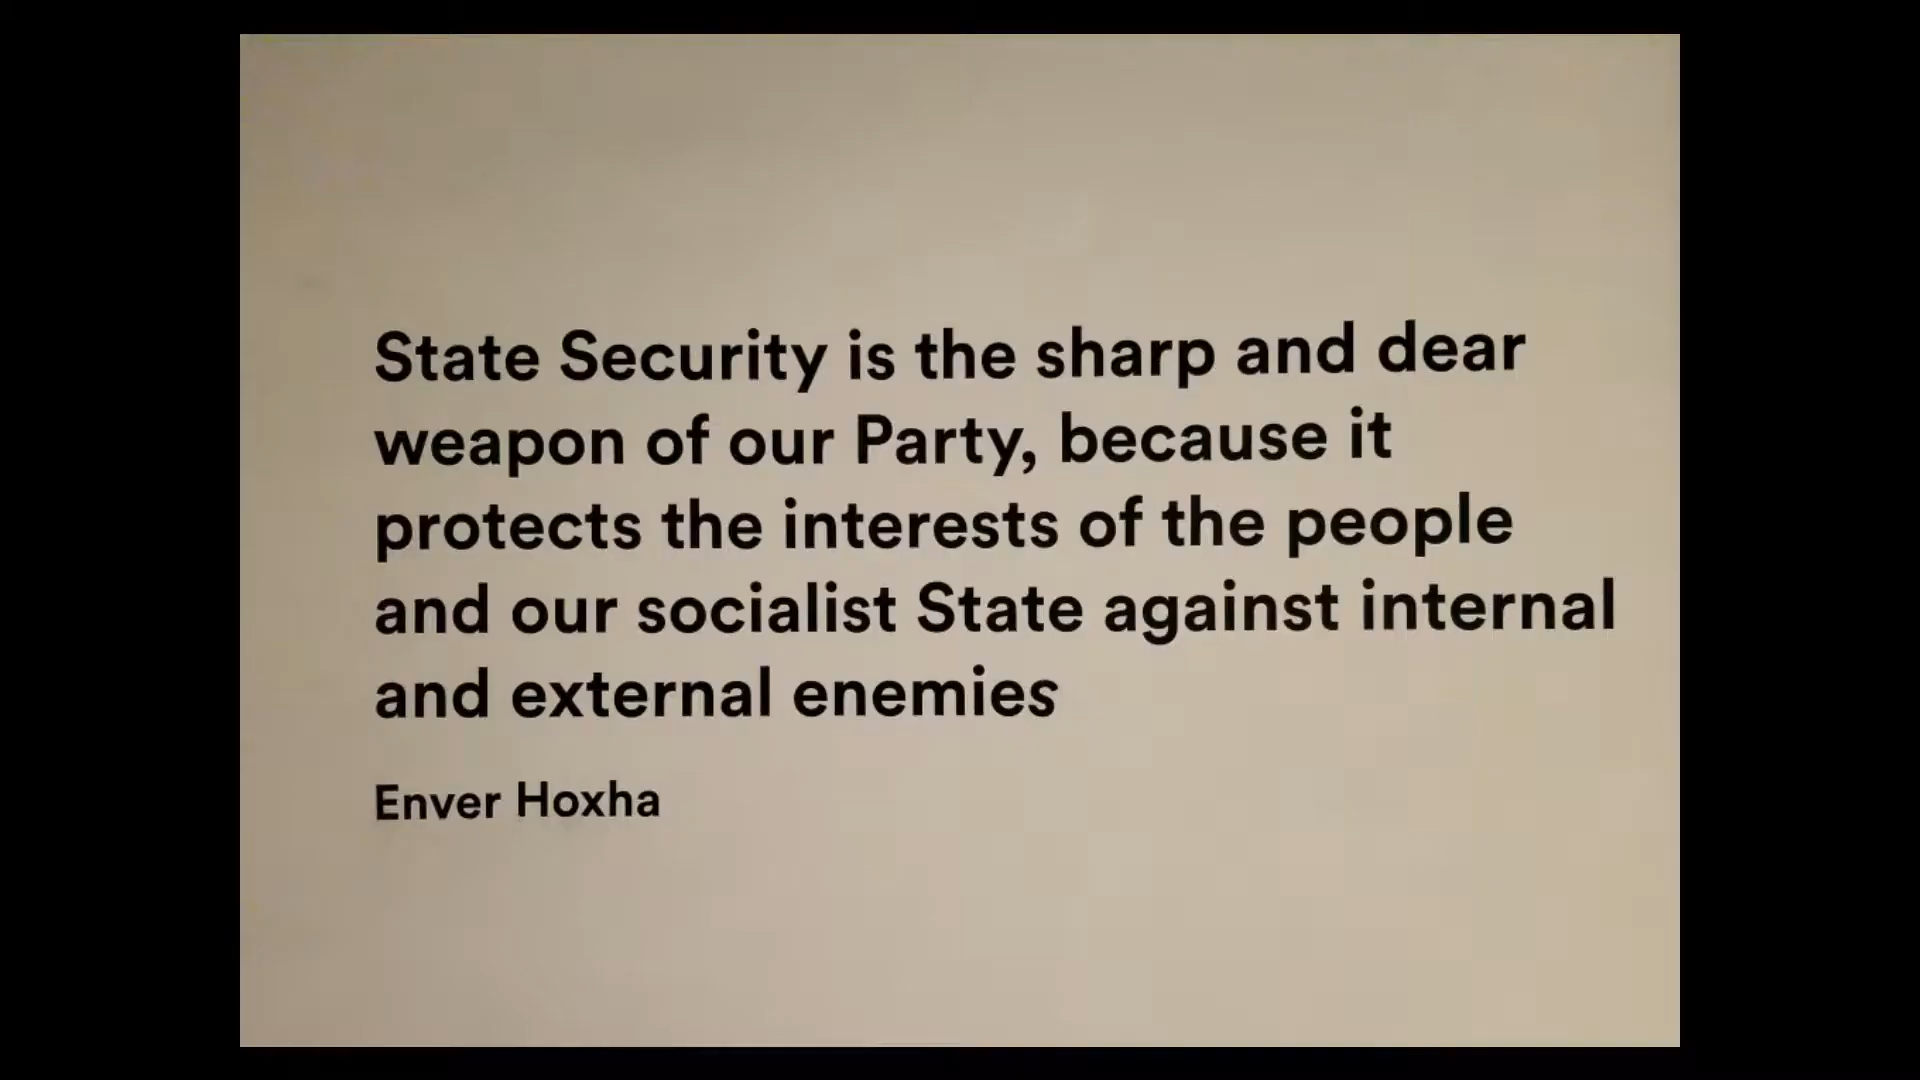 State Security is the sharp and dear
weapon of our Party, because it
protects the interests of the people
and our socialist State against internal
and external enemies
Enver Hoxha